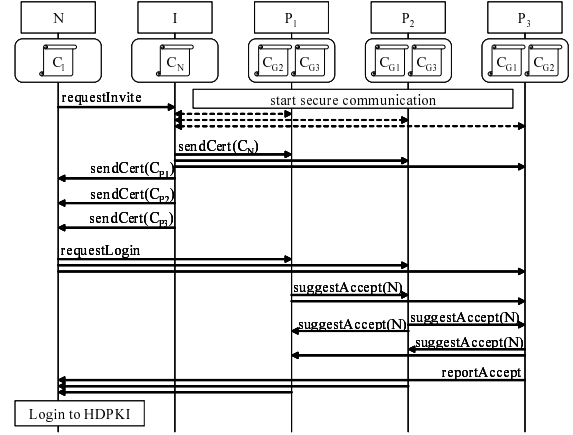 N I P1 P2 P3
CI CN CG2 CG3 CG1 CG3 CG1 CG2
requestInvite
start secure communication
sendCert(CN)
sendCert(CP1)
sendCert(CP2)
sendCert(CP3)
requestLogin
suggestAccept(N)
suggestAccept(N)
suggestAccept(N)
suggestAccept(N)
reportAccept
Login to HDPKI